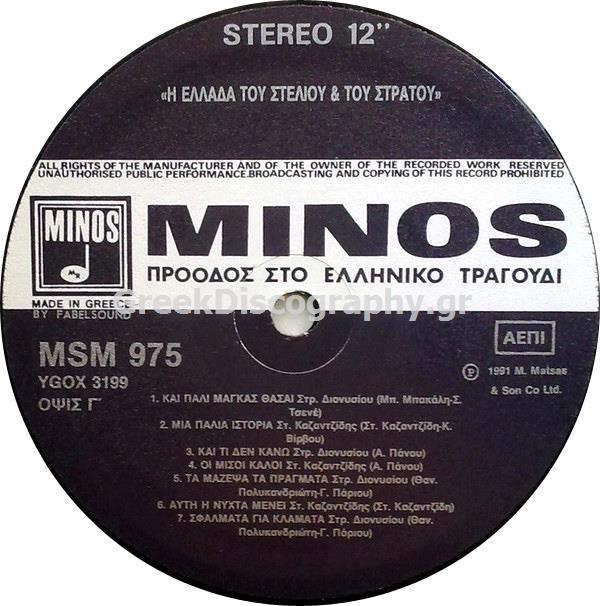 STEREO 12''
«Η ΕΛΛΑΔΑ ΤΟΥ ΣΤΕΛΙΟΥ & ΤΟΥ ΣΤΡΑΤΟΥ»
ALL RIGHTS OF THE MANUFACTURER AND OF THE OWNER OF THE RECORDED WORK RESERVED
UNAUTHORISED PUBLIC PERFORMANCE.BROADCASTING AND COPYING OF THIS RECORD PROHIBITED
MINOS
MR
MINOS
ΠΡΟΟΔΟΣ ΣΤΟ ΕΛΛΗΝΙΚΟ ΤΡΑΓΟΥΔΙ
GreekDiscography.gr
MADE IN GREECE
BY FABELSOUND
MSM 975
YGOX 3199
ΟΨΙΣ Γ΄
ΑΕΠΙ
℗ 1991 M. Matsas
& Son Co Ltd.
1. ΚΑΙ ΠΑΛΙ ΜΑΓΚΑΣ ΘΑΣΑΙ Στρ. Διονυσίου (Μπ. Μπακάλη-Σ.
Τσενέ)
2. ΜΙΑ ΠΑΛΙΑ ΙΣΤΟΡΙΑ Στ. Καζαντζίδης (Στ. Καζαντζίδη-Κ.
Βίρβου)
3. ΚΑΙ ΤΙ ΔΕΝ ΚΑΝΩ Στρ. Διονυσίου (Α. Πάνου)
4. ΟΙ ΜΙΣΟΙ ΚΑΛΟΙ Στ. Καζαντζίδης (Α. Πάνου)
5. ΤΑ ΜΑΖΕΨΑ ΤΑ ΠΡΑΓΜΑΤΑ Στρ. Διονυσίου (Θαν.
Πολυκανδριώτη-Γ. Πάριου)
6. ΑΥΤΗ Η ΝΥΧΤΑ ΜΕΝΕΙ Στ. Καζαντζίδης (Στ. Καζαντζίδη)
7. ΣΦΑΛΜΑΤΑ ΓΙΑ ΚΛΑΜΑΤΑ Στρ. Διονυσίου (Θαν.
Πολυκανδριώτη-Γ. Πάριου)